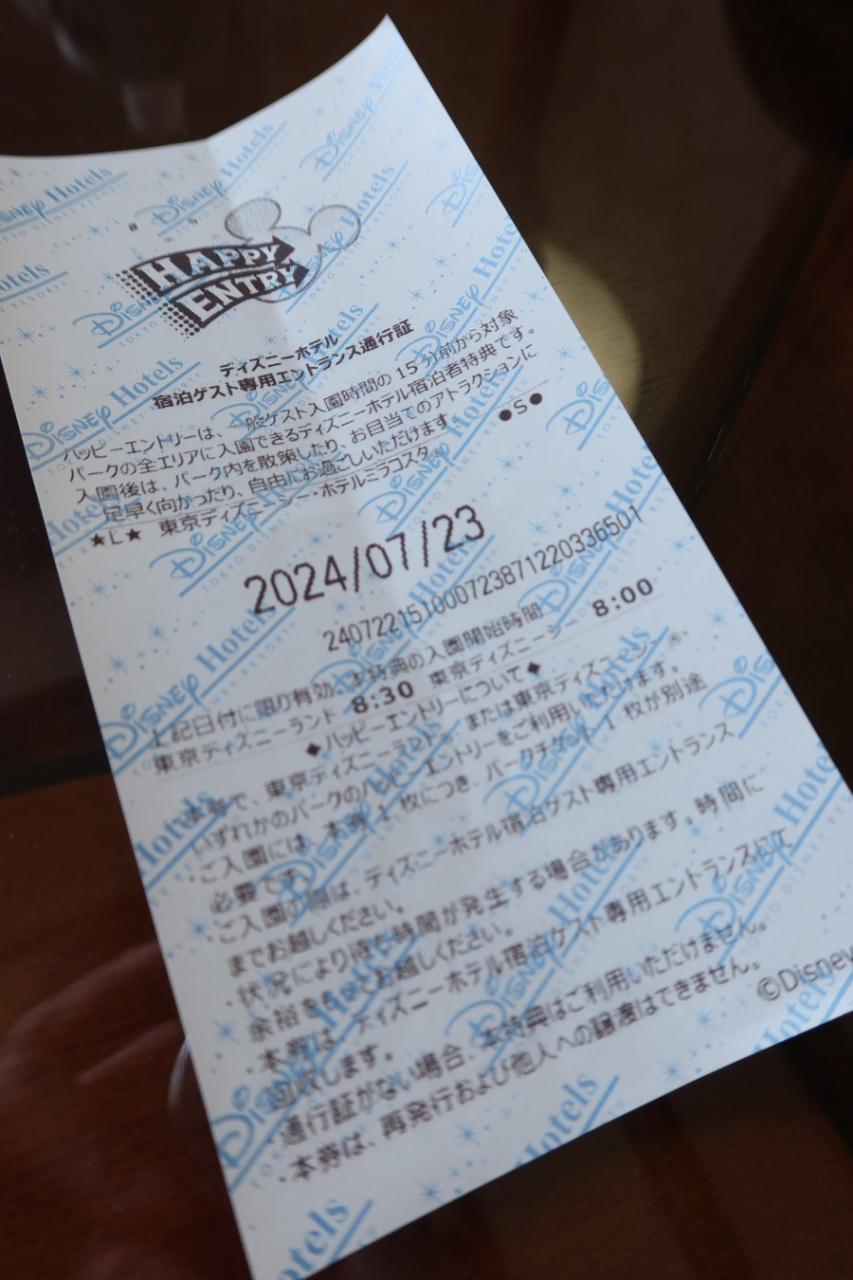 HAPPY
ENTRY
ディズニーホテル
宿泊ゲスト専用エントランス通行証
ハッピーエントリーは、一般ゲスト入園時間の15分前から対象
パークの全エリアに入園できるディズニーホテル宿泊者特典です。
入園後は、パーク内を散策したり、お目当てのアトラクションに
足早く向かったり、自由にお過ごしいただけます。 ●S●
★L★ 東京ディズニーシー・ホテルミラコスタ®
2024/07/23
2407221510007238712203 36501
上記日付に限り有効 本特典の入園開始時間
東京ディズニーランド 8:30 東京ディズニーシー 8:00
◆ハッピーエントリーについて◆
・本券で、東京ディズニーランド®、または東京ディズニーシー®、
いずれかのパークのハッピーエントリーをご利用いただけます。
・ご入園には、本券1枚につき、パークチケット1枚が別途
必要です。
・ご入園の際は、ディズニーホテル宿泊ゲスト専用エントランス
までお越しください。
・状況により待ち時間が発生する場合があります。時間に
余裕をもってお越しください。
・本券は、ディズニーホテル宿泊ゲスト専用エントランスにて
回収します。
・通行証がない場合、本特典はご利用いただけません。
・本券は、再発行および他人への譲渡はできません。
©Disney
Disney Hotels
TOKYO DISNEY RESORT